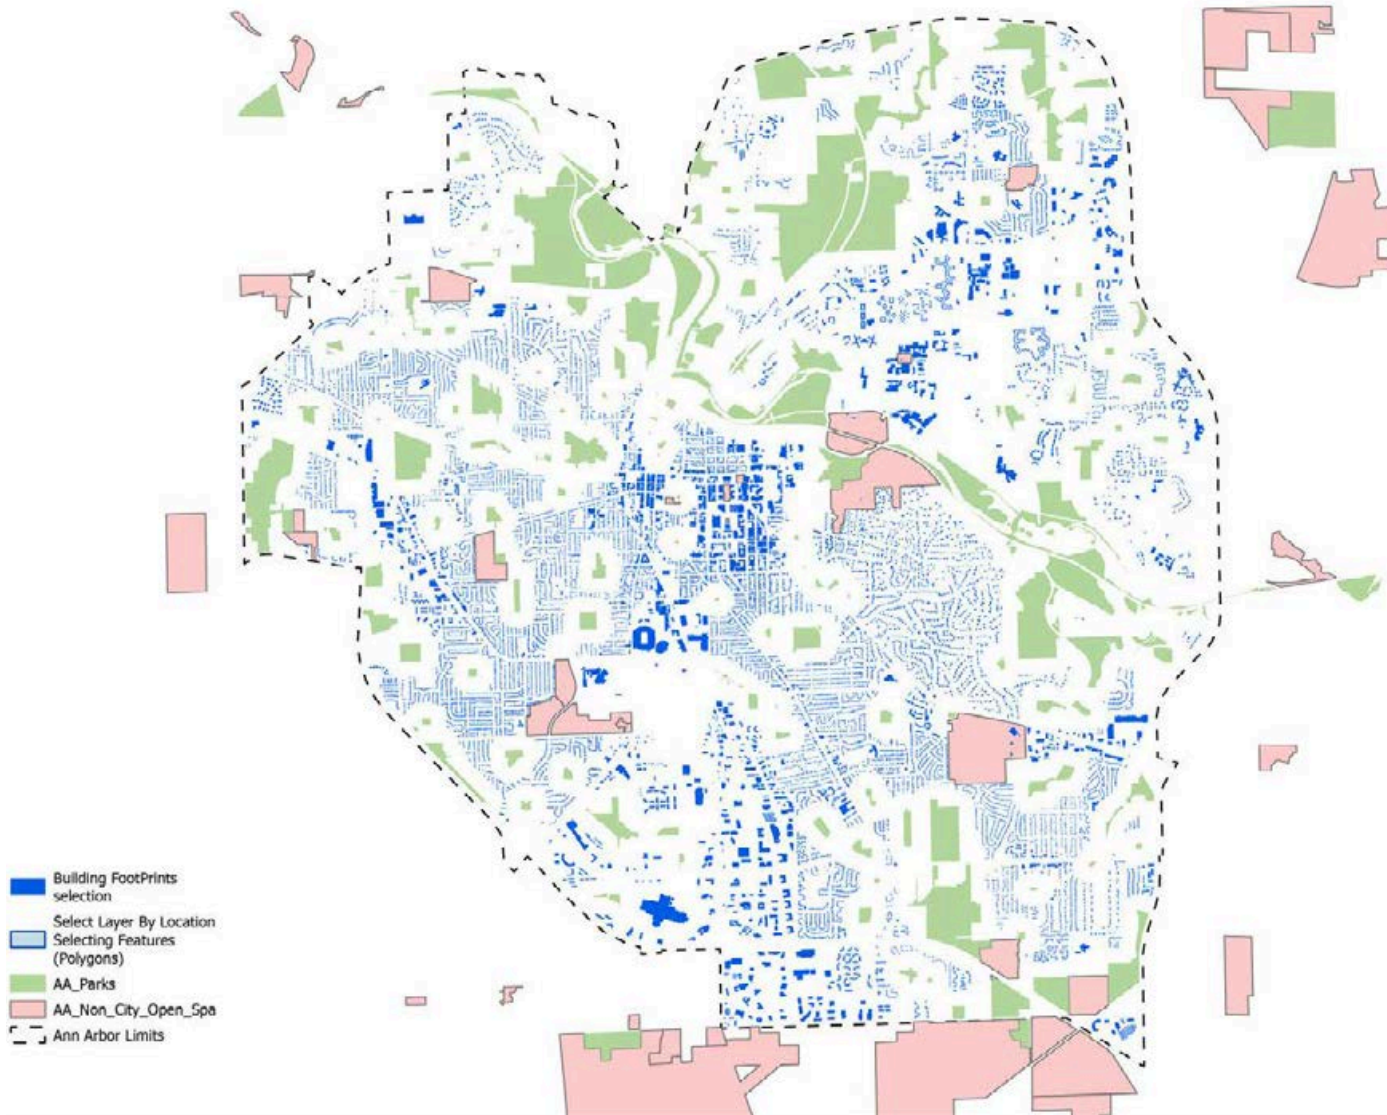 Building FootPrints
selection
Select Layer By Location
Selecting Features
(Polygons)
AA_Parks
AA_Non_City_Open_Spa
Ann Arbor Limits